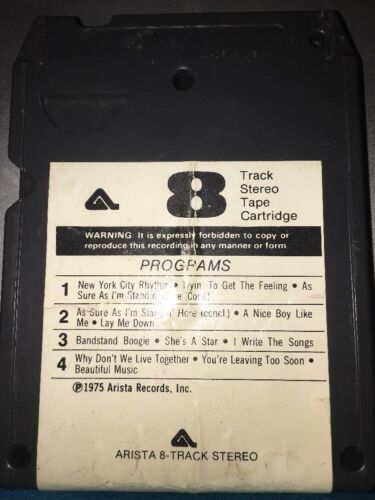 MADE IN U.S.A.
8
Track
Stereo
Tape
Cartridge
WARNING: It is expressly forbidden to copy or
reproduce this recording in any manner or form
PROGRAMS
1 New York City Rhythm • Tryin' To Get The Feeling • As
Sure As I'm Standin' Here (Cont.)
2 As Sure As I'm Standin' Here (concl.) • A Nice Boy Like
Me • Lay Me Down
3 Bandstand Boogie • She's A Star • I Write The Songs
4 Why Don't We Live Together • You're Leaving Too Soon •
Beautiful Music
Ⓟ1975 Arista Records, Inc.
ARISTA 8-TRACK STEREO